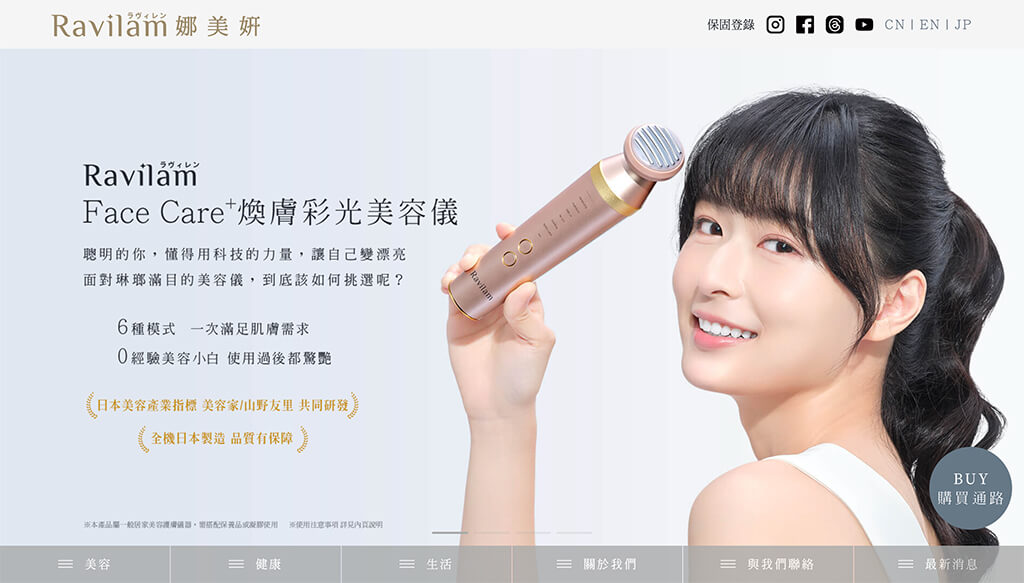 ラヴィレン
Ravilam 娜美妍
保固登錄
CN | EN | JP
ラヴィレン
Ravilam
Face Care+煥膚彩光美容儀
聰明的你，懂得用科技的力量，讓自己變漂亮
面對琳瑯滿目的美容儀，到底該如何挑選呢？
6種模式 一次滿足肌膚需求
0經驗美容小白 使用過後都驚艷
日本美容產業指標 美容家/山野友里 共同研發
全機日本製造 品質有保障
※本產品屬一般居家美容護膚儀器，需搭配保養品或凝膠使用 ※使用注意事項 詳見內頁說明
Ravilam
BUY
購買通路
美容
健康
生活
關於我們
與我們聯絡
最新消息